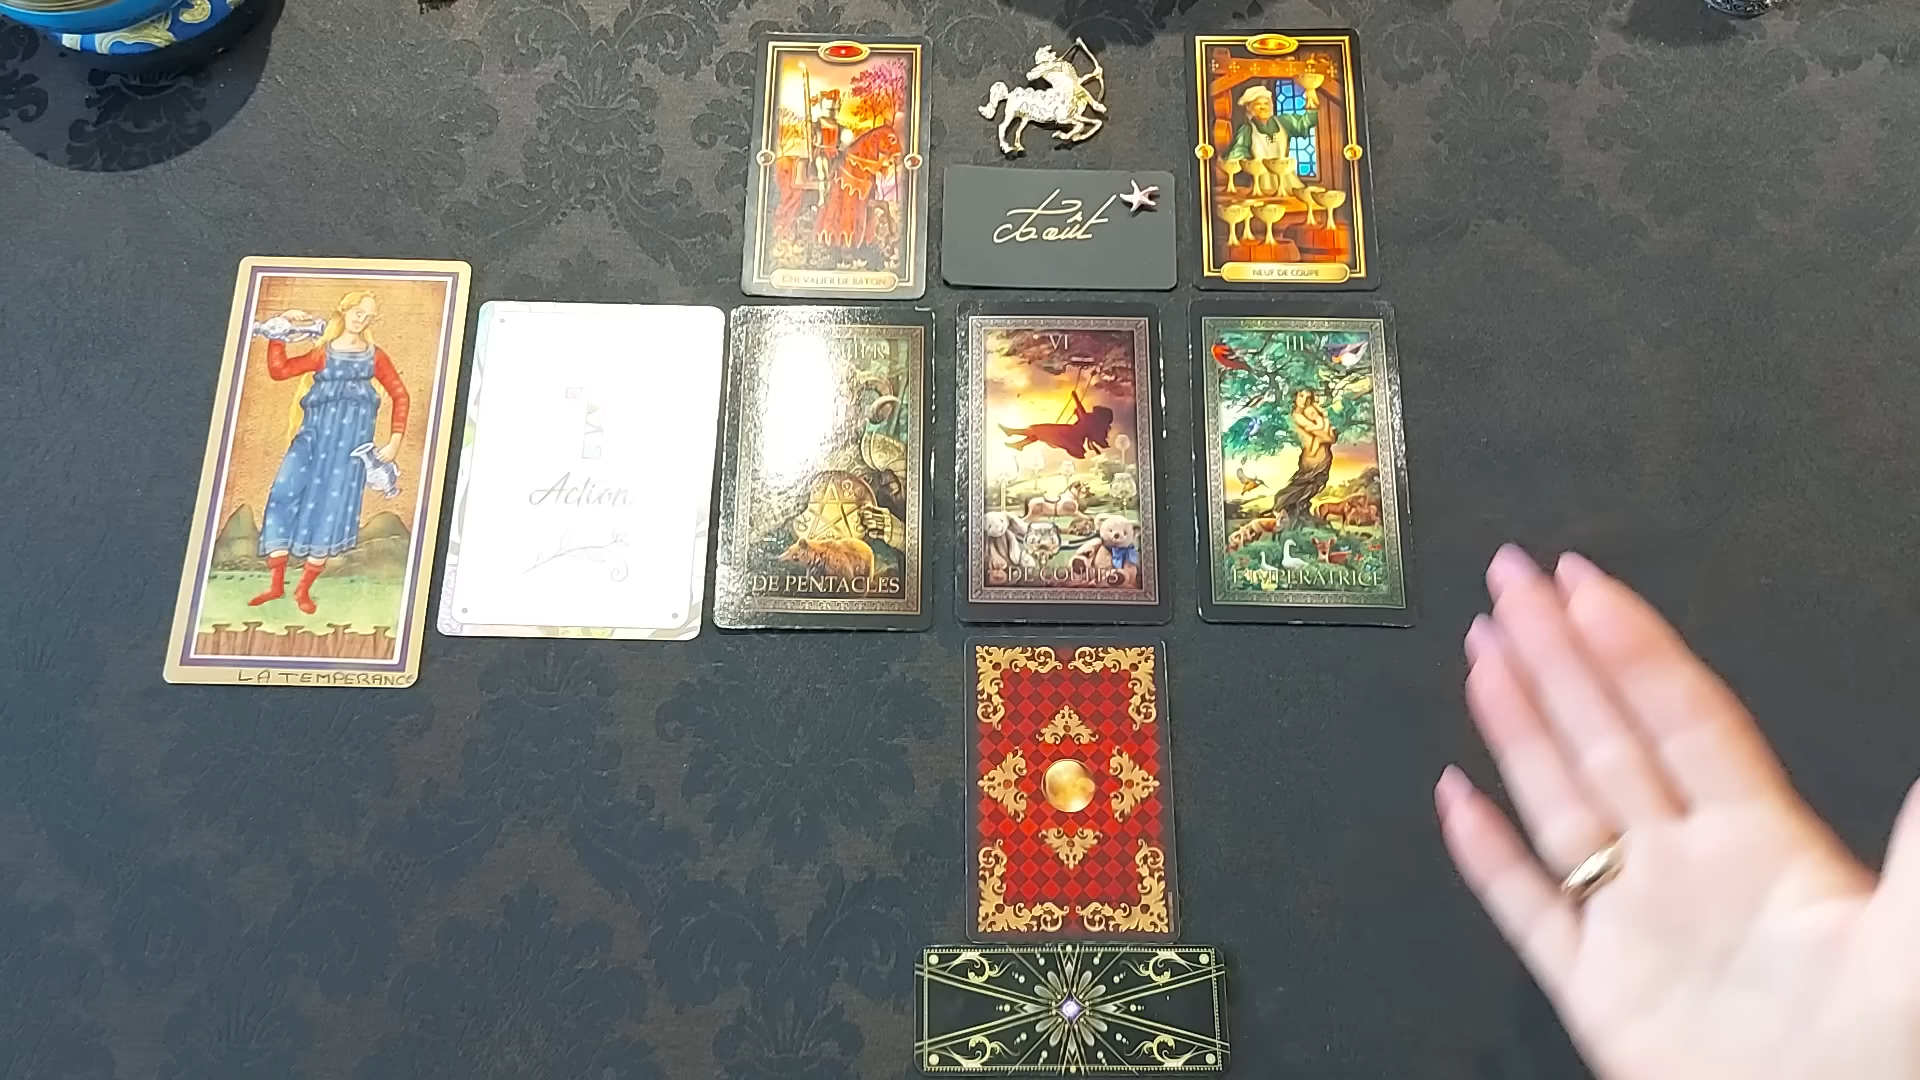 CHEVALIER DE BATON
Août
NEUF DE COUPE
LA TEMPERANCE
Action
DE PENTACLES
VI
DE COUPES
III
L'IMPERATRICE